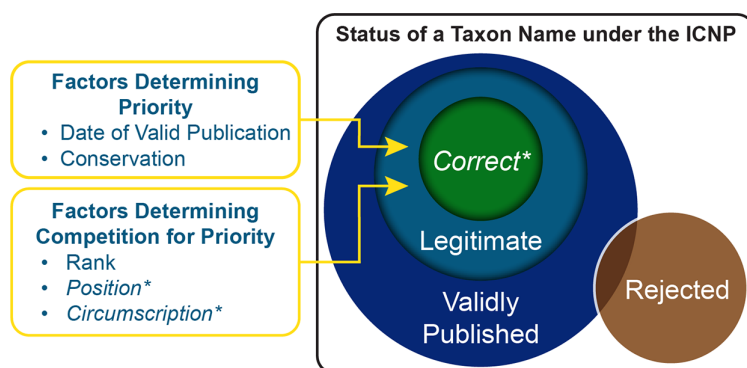 Status of a Taxon Name under the ICNP
Factors Determining
Priority
• Date of Valid Publication
• Conservation
Factors Determining
Competition for Priority
• Rank
• Position*
• Circumscription*
Correct*
Legitimate
Validly
Published
Rejected